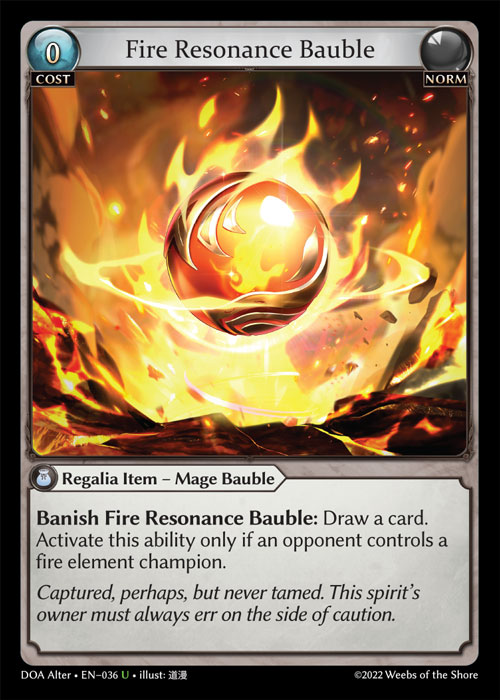 0
Fire Resonance Bauble
COST
NORM
Regalia Item – Mage Bauble
Banish Fire Resonance Bauble: Draw a card.
Activate this ability only if an opponent controls a
fire element champion.
Captured, perhaps, but never tamed. This spirit's
owner must always err on the side of caution.
DOA Alter • EN–036 U • illust: 道漫
©2022 Weebs of the Shore